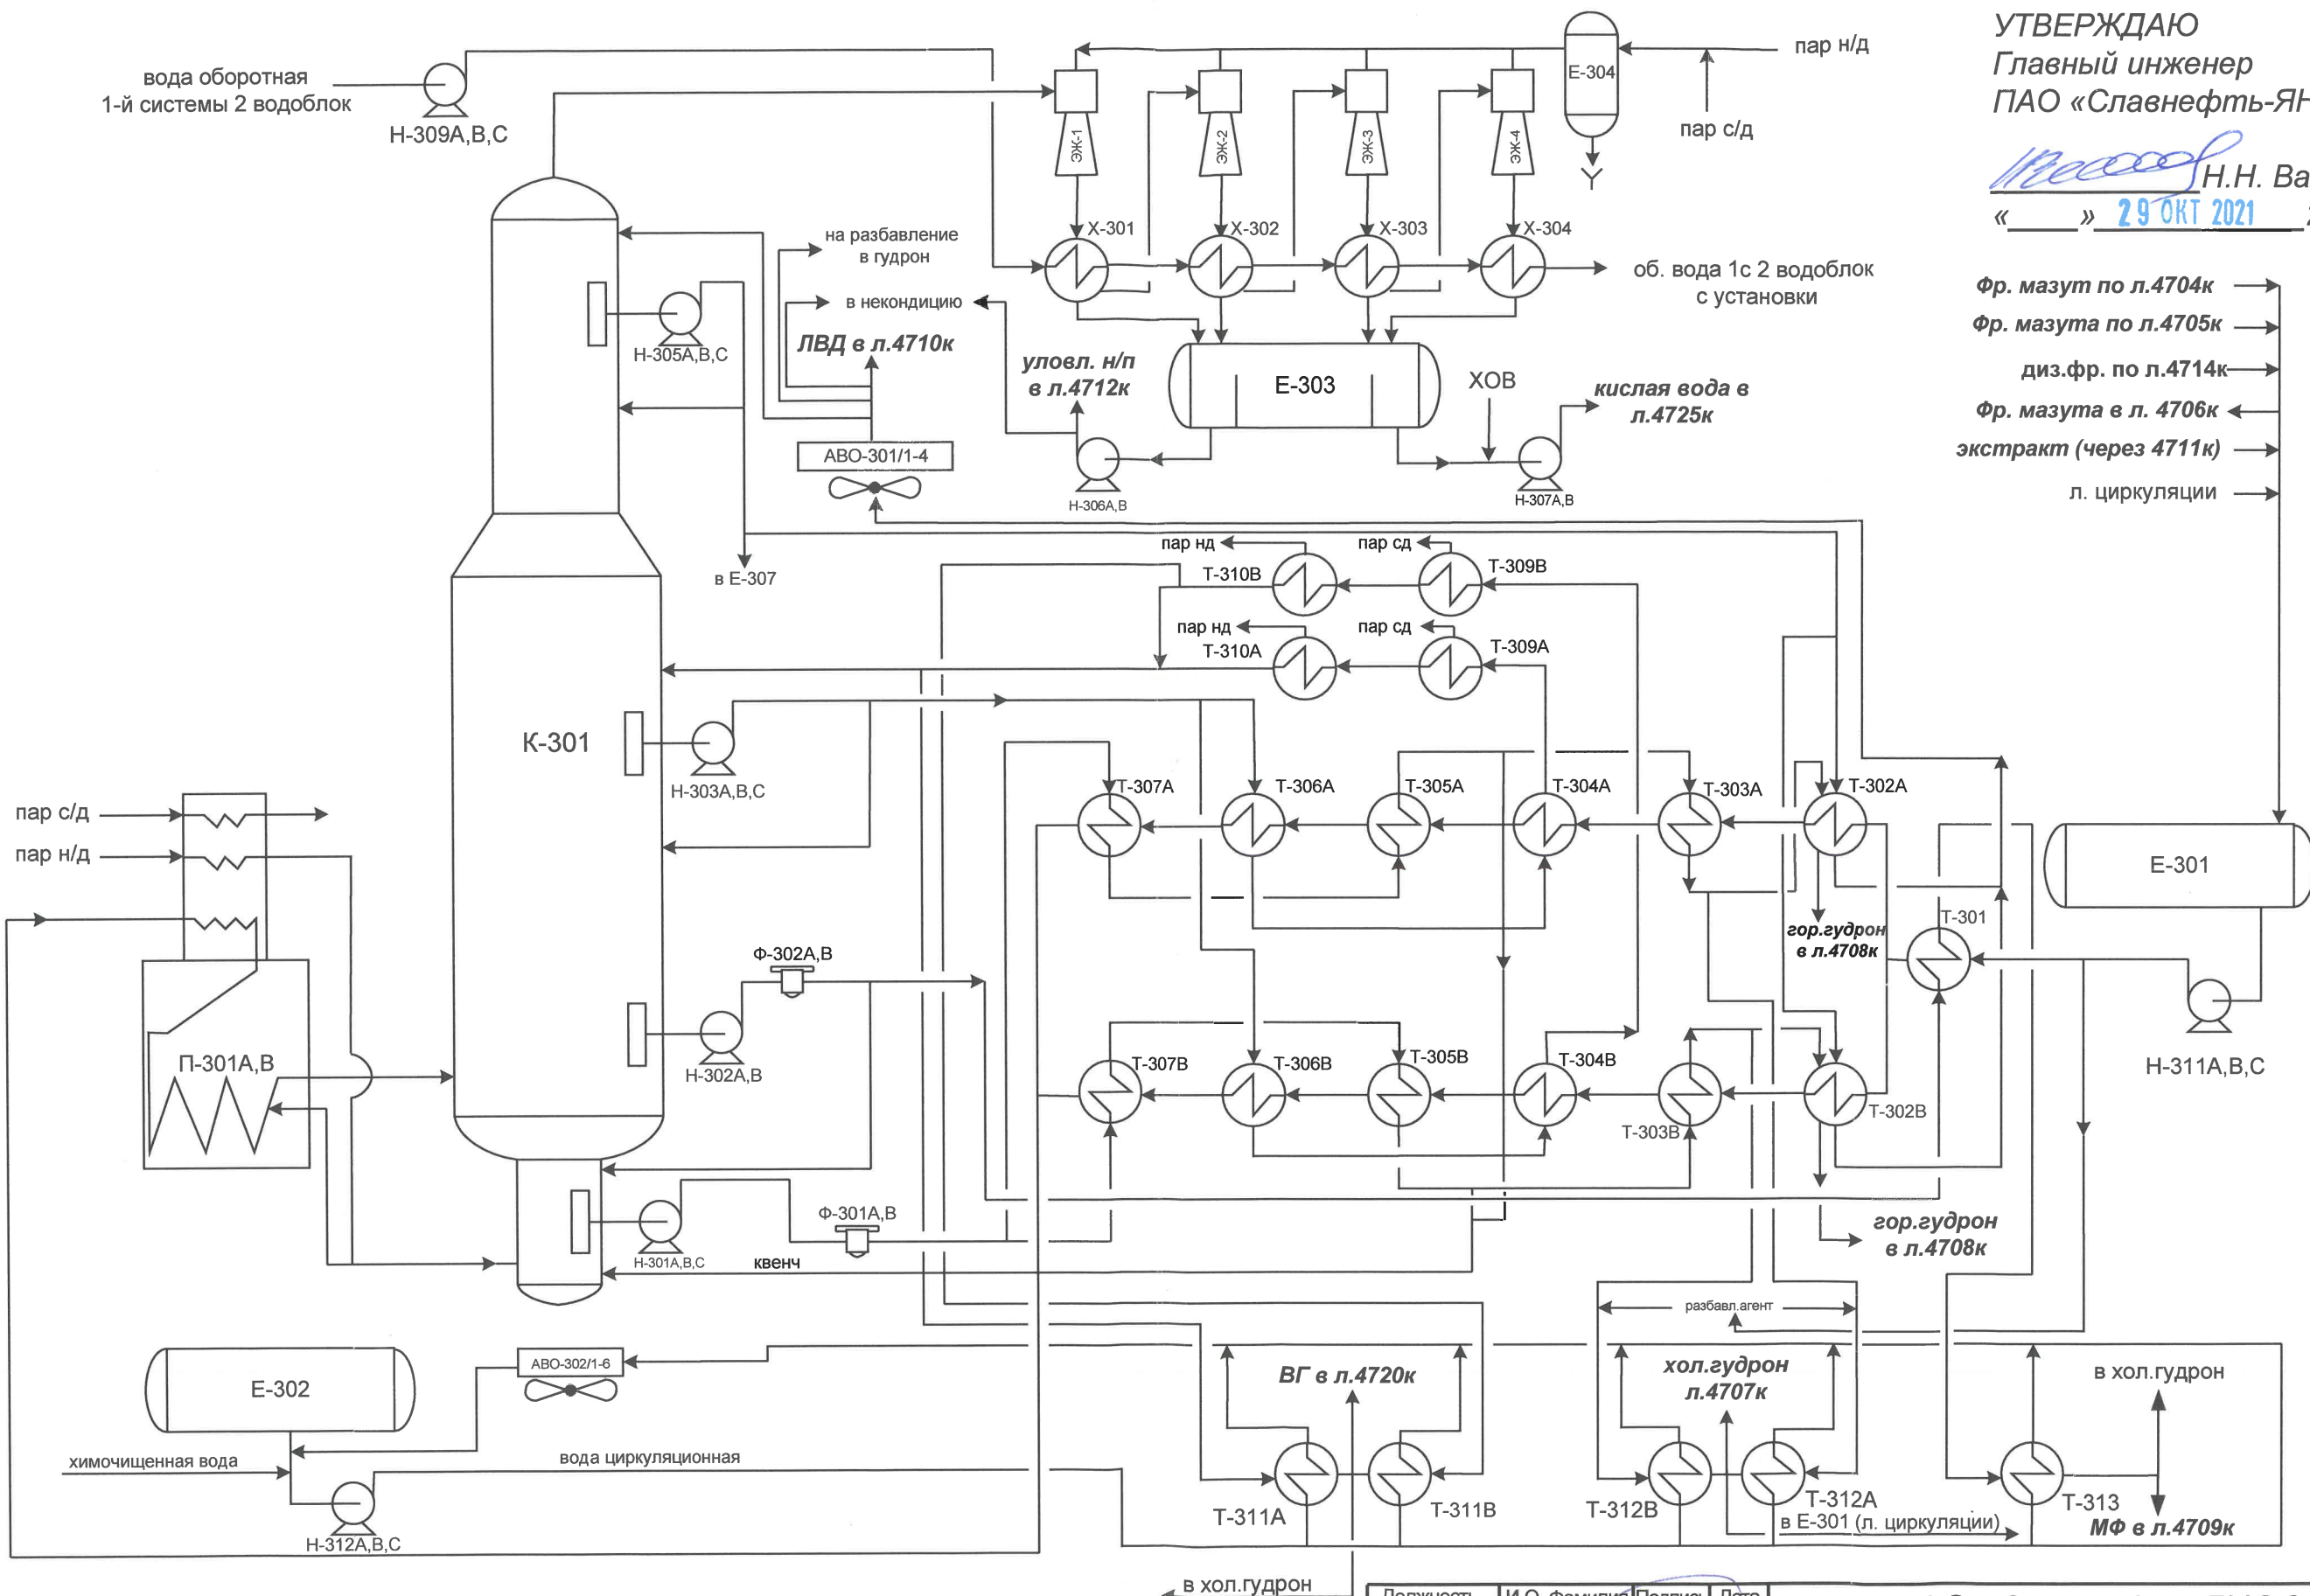 УТВЕРЖДАЮ
Главный инженер
ПАО «Славнефть-ЯН
Н.Н. Ва
« » 29 ОКТ 2021
вода оборотная
1-й системы 2 водоблок
Н-309А,В,С
Е-304
пар н/д
пар с/д
ЭЖ-1
ЭЖ-2
ЭЖ-3
ЭЖ-4
Х-301
Х-302
Х-303
Х-304
об. вода 1с 2 водоблок
с установки
на разбавление
в гудрон
в некондицию
Н-305А,В,С
ЛВД в л.4710к
уловл. н/п
в л.4712к
Е-303
ХОВ
кислая вода в
л.4725к
АВО-301/1-4
Н-306А,В
Н-307А,В
Фр. мазут по л.4704к
Фр. мазута по л.4705к
диз.фр. по л.4714к
Фр. мазута в л. 4706к
экстракт (через 4711к)
л. циркуляции
в Е-307
пар нд
Т-310В
пар сд
Т-309В
пар нд
Т-310А
пар сд
Т-309А
К-301
Н-303А,В,С
Т-307А
Т-306А
Т-305А
Т-304А
Т-303А
Т-302А
Е-301
пар с/д
пар н/д
гор.гудрон
в л.4708к
Т-301
Ф-302А,В
П-301А,В
Н-302А,В
Т-307В
Т-306В
Т-305В
Т-304В
Т-303В
Т-302В
Н-311А,В,С
Ф-301А,В
Н-301А,В,С
квенч
гор.гудрон
в л.4708к
разбавл.агент
Е-302
АВО-302/1-6
ВГ в л.4720к
хол.гудрон
л.4707к
в хол.гудрон
химочищенная вода
вода циркуляционная
Н-312А,В,С
Т-311А
Т-311В
Т-312В
Т-312А
Т-313
в Е-301 (л. циркуляции)
МФ в л.4709к
в хол.гудрон
Должность
И.О. Фамилия
Подпись
Дата